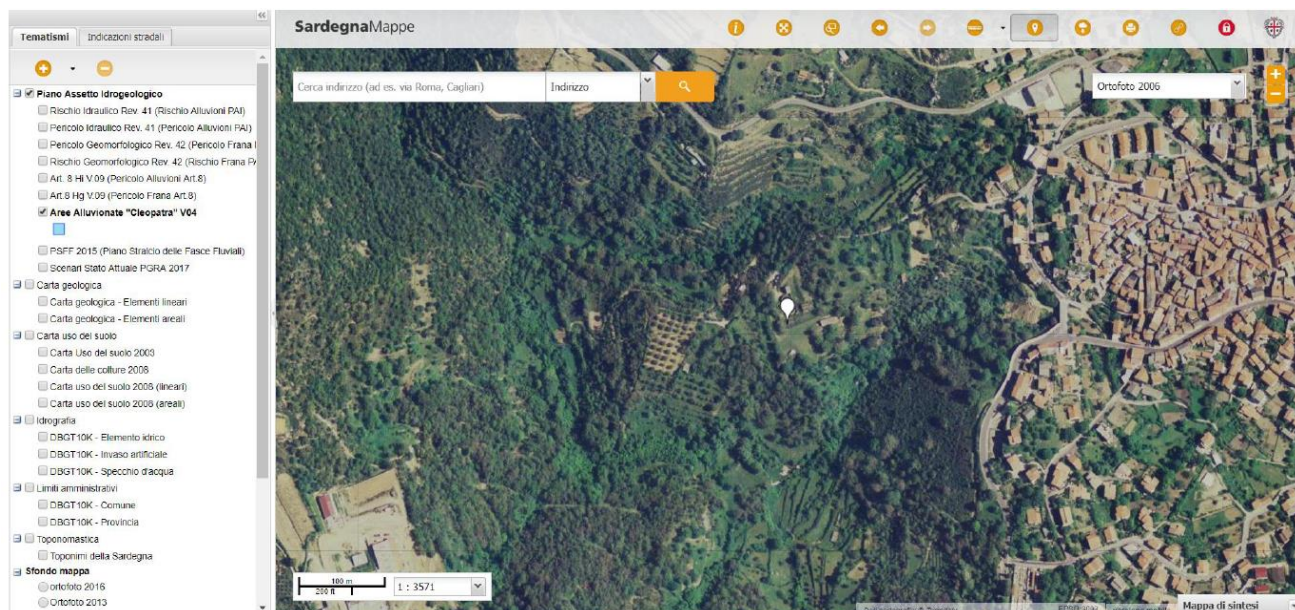 Tematismi
Indicazioni stradali
Piano Assetto Idrogeologico
Rischio Idraulico Rev. 41 (Rischio Alluvioni PAI)
Pericolo Idraulico Rev. 41 (Pericolo Alluvioni PAI)
Pericolo Geomorfologico Rev. 42 (Pericolo Frana
Rischio Geomorfologico Rev. 42 (Rischio Frana PA
Art. 8 Hi V.09 (Pericolo Alluvioni Art.8)
Art.8 Hg V.09 (Pericolo Frana Art.8)
Aree Alluvionate "Cleopatra" V04
PSFF 2015 (Piano Stralcio delle Fasce Fluviali)
Scenari Stato Attuale PGRA 2017
Carta geologica
Carta geologica - Elementi lineari
Carta geologica - Elementi areali
Carta uso del suolo
Carta Uso del suolo 2003
Carta delle colture 2008
Carta uso del suolo 2008 (lineari)
Carta uso del suolo 2008 (areali)
Idrografia
DBGT10K - Elemento idrico
DBGT10K - Invaso artificiale
DBGT10K - Specchio d'acqua
Limiti amministrativi
DBGT10K - Comune
DBGT10K - Provincia
Toponomastica
Toponimi della Sardegna
Sfondo mappa
ortofoto 2016
Ortofoto 2013
SardegnaMappe
Cerca indirizzo (ad es. via Roma, Cagliari)
Indirizzo
Ortofoto 2006
100 m
200 ft
1 : 3571
Mappa di sintesi